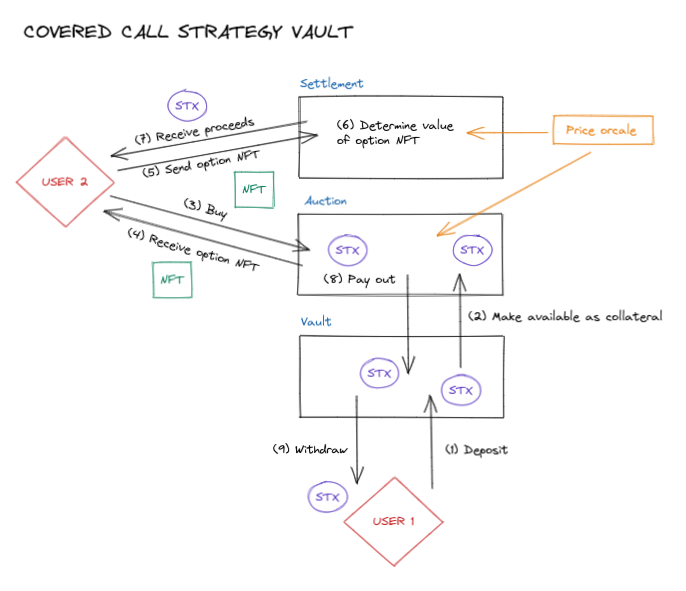 COVERED CALL STRATEGY VAULT
Settlement
STX
(7) Receive proceeds
(6) Determine value
of option NFT
Price orcale
(5) Send option NFT
USER 2
NFT
(3) Buy
Auction
(4) Receive option NFT
STX
STX
NFT
(8) Pay out
(2) Make available as collateral
Vault
STX
STX
(9) Withdraw
(1) Deposit
STX
USER 1